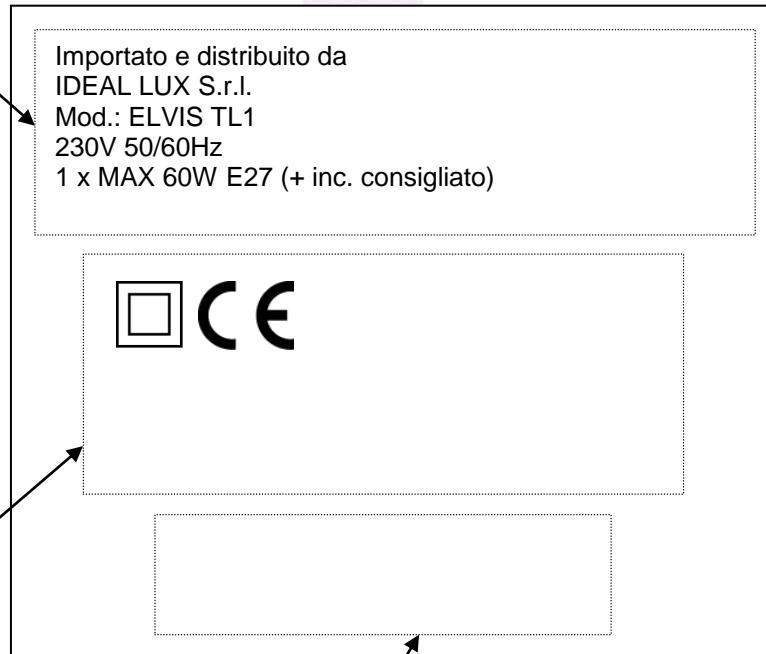 Importato e distribuito da
IDEAL LUX S.r.l.
Mod.: ELVIS TL1
230V 50/60Hz
1 x MAX 60W E27 (+ inc. consigliato)
CE